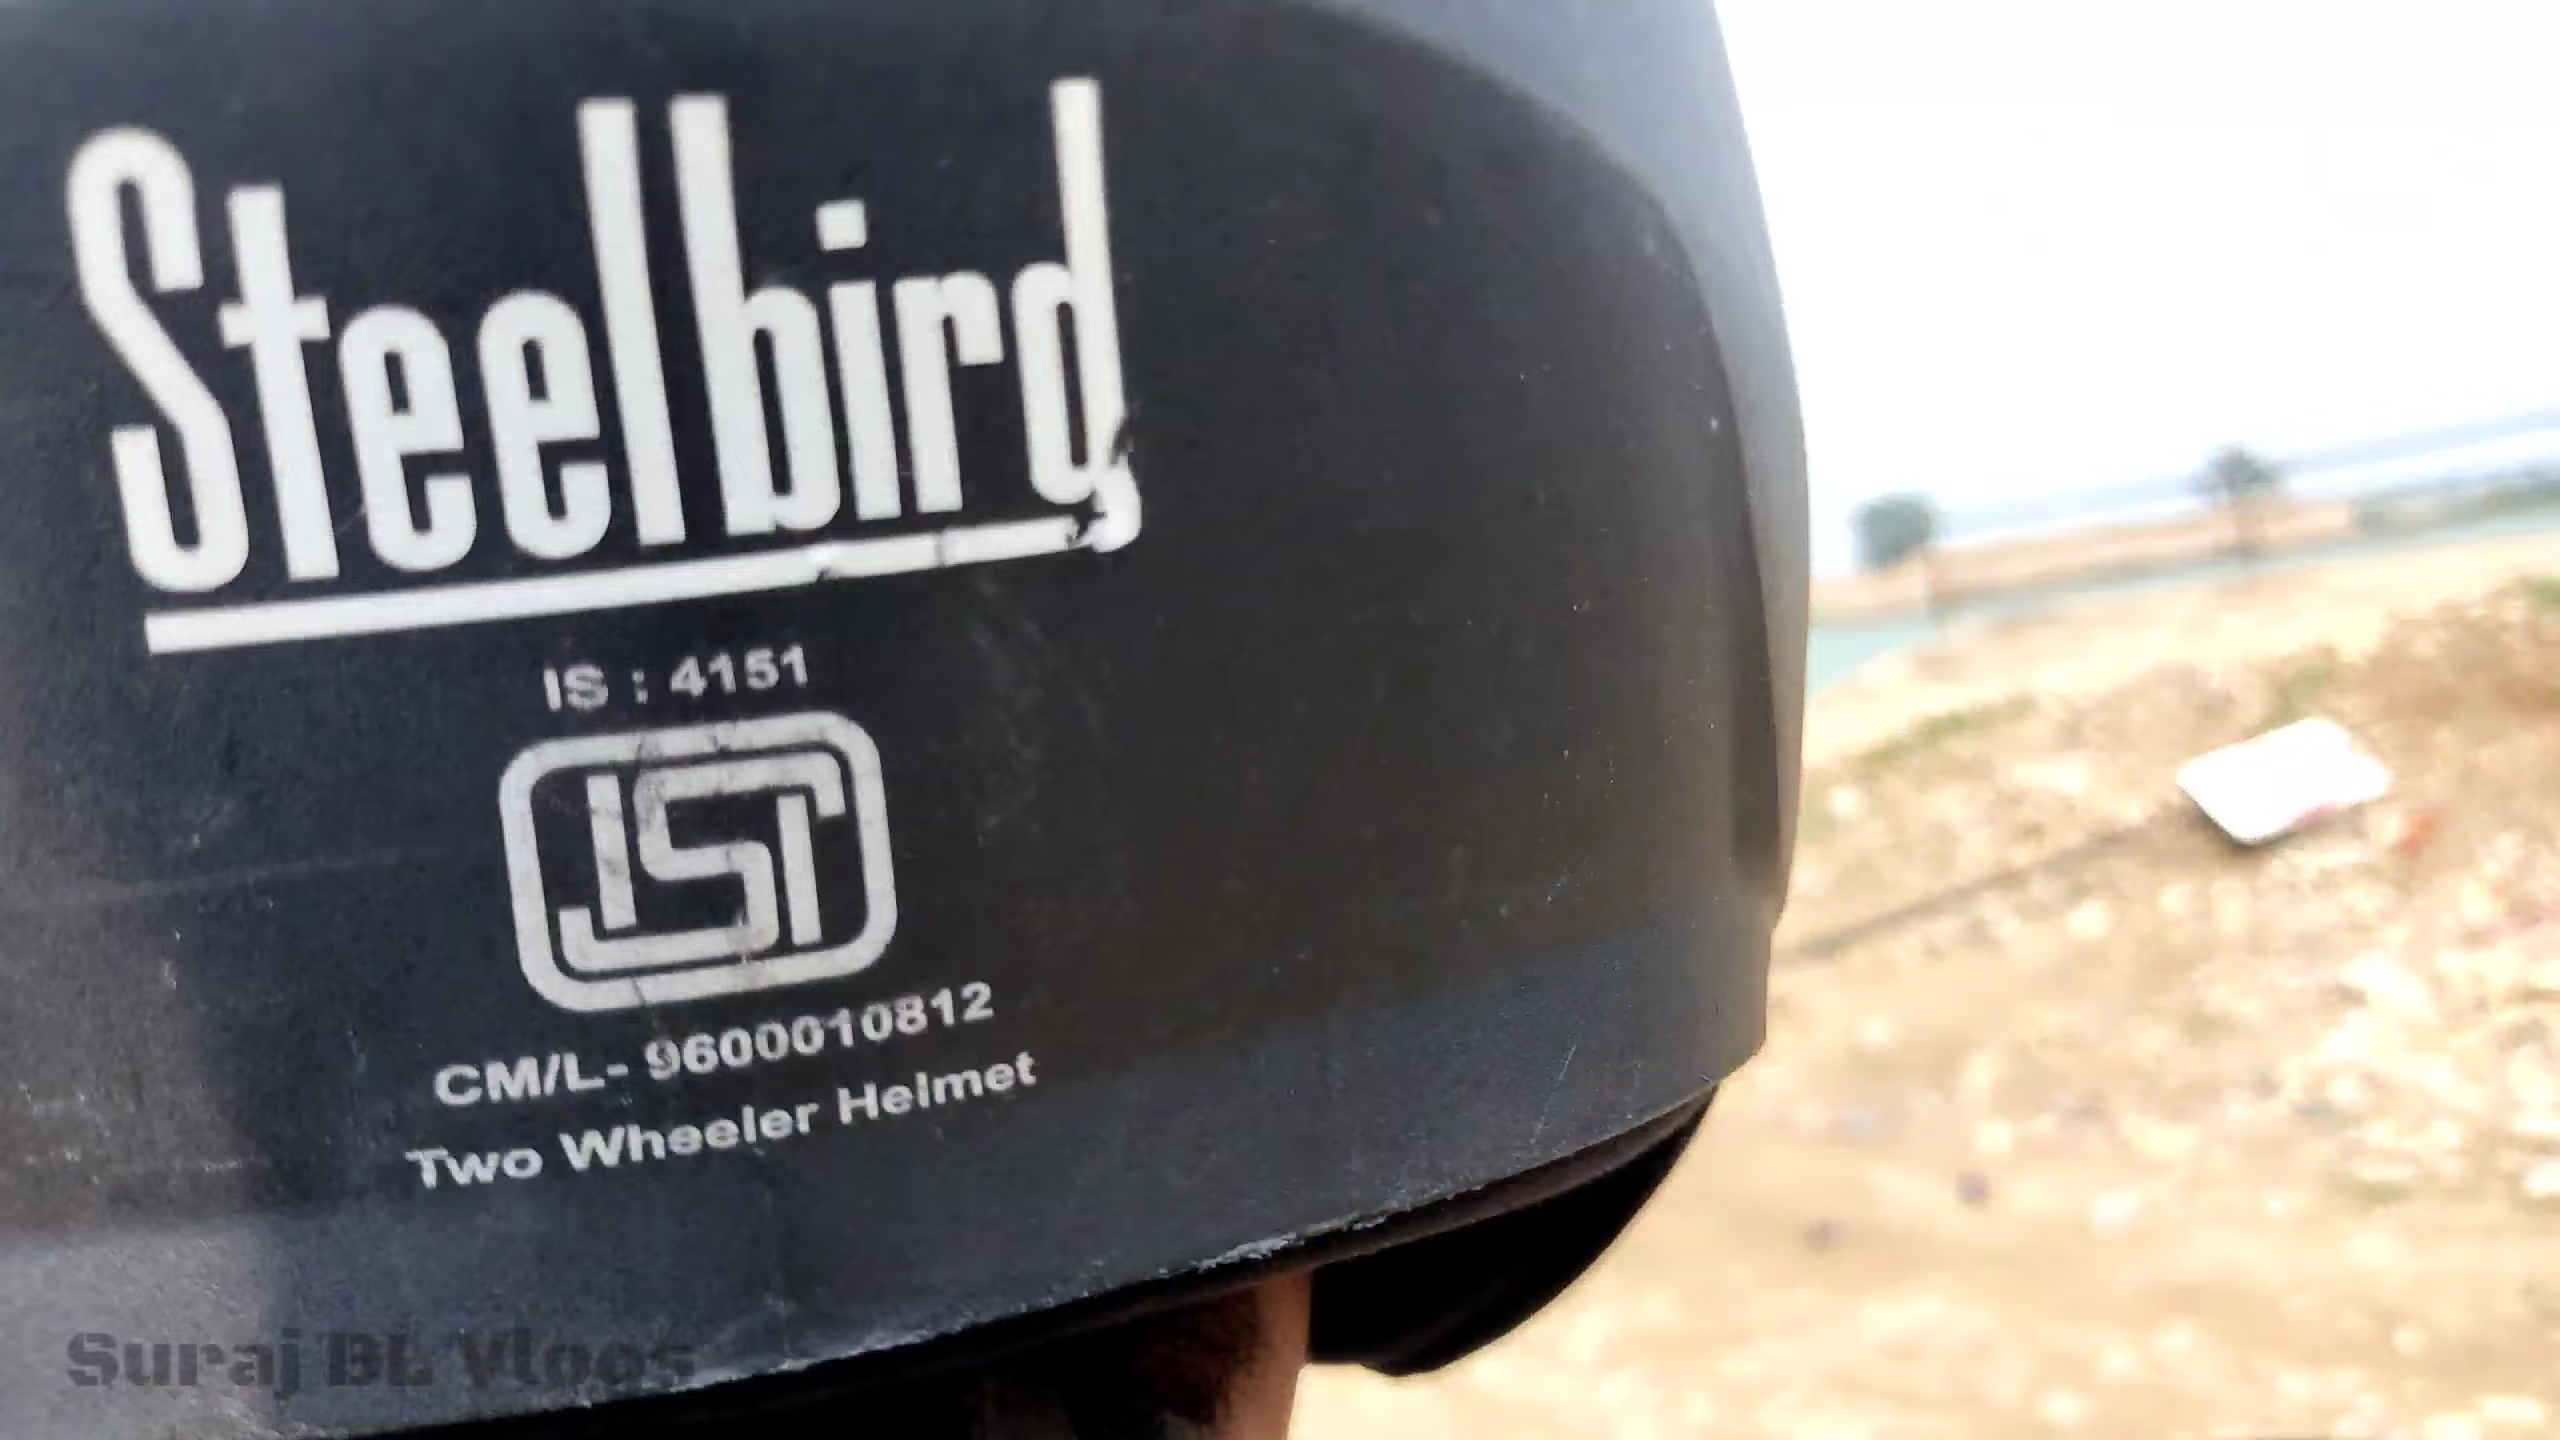 Steelbird
IS : 4151
ISI
CM/L- 9600010812
Two Wheeler Helmet
Suraj BL Vlogs